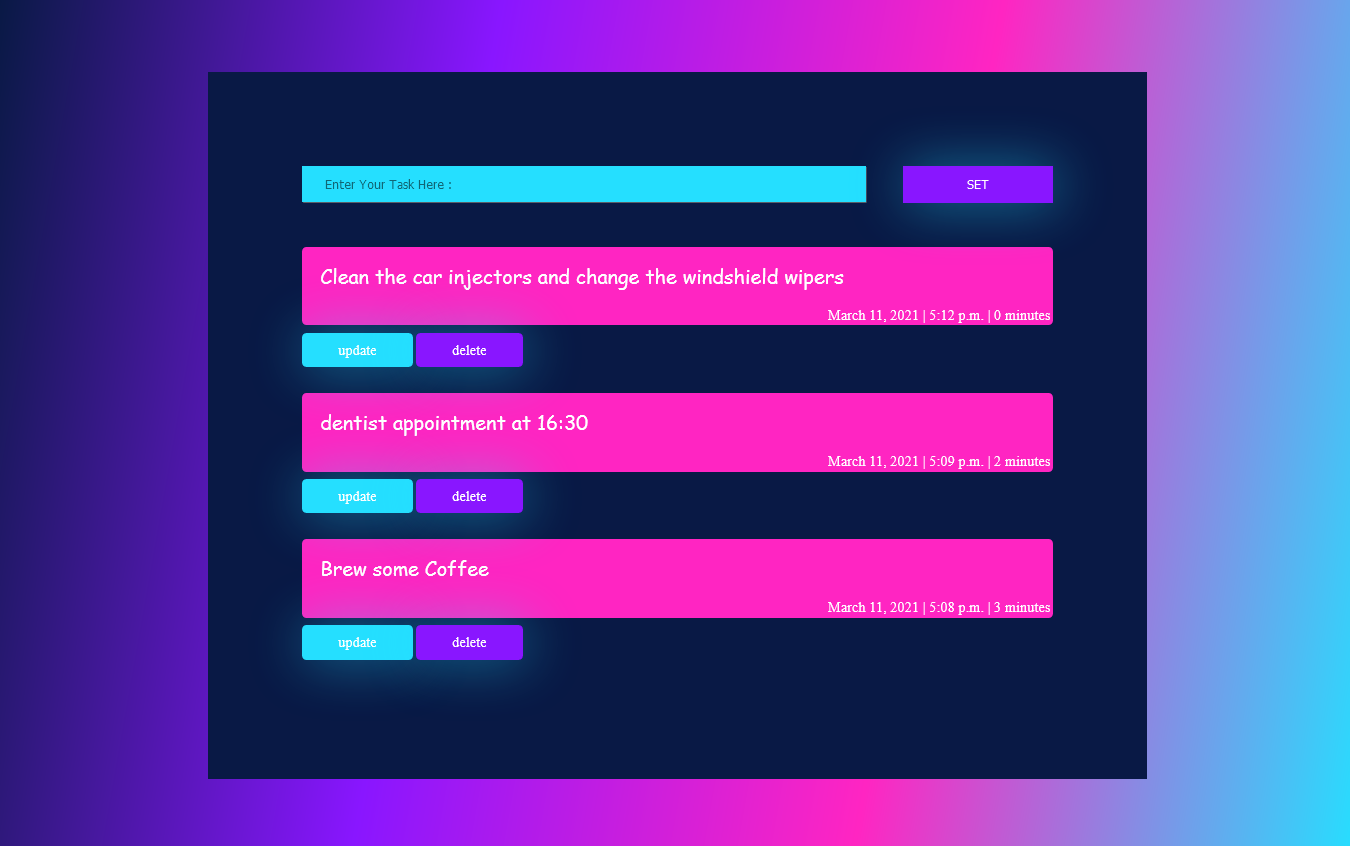 Enter Your Task Here :
SET
Clean the car injectors and change the windshield wipers
March 11, 2021 | 5:12 p.m. | 0 minutes
update delete
dentist appointment at 16:30
March 11, 2021 | 5:09 p.m. | 2 minutes
update delete
Brew some Coffee
March 11, 2021 | 5:08 p.m. | 3 minutes
update delete